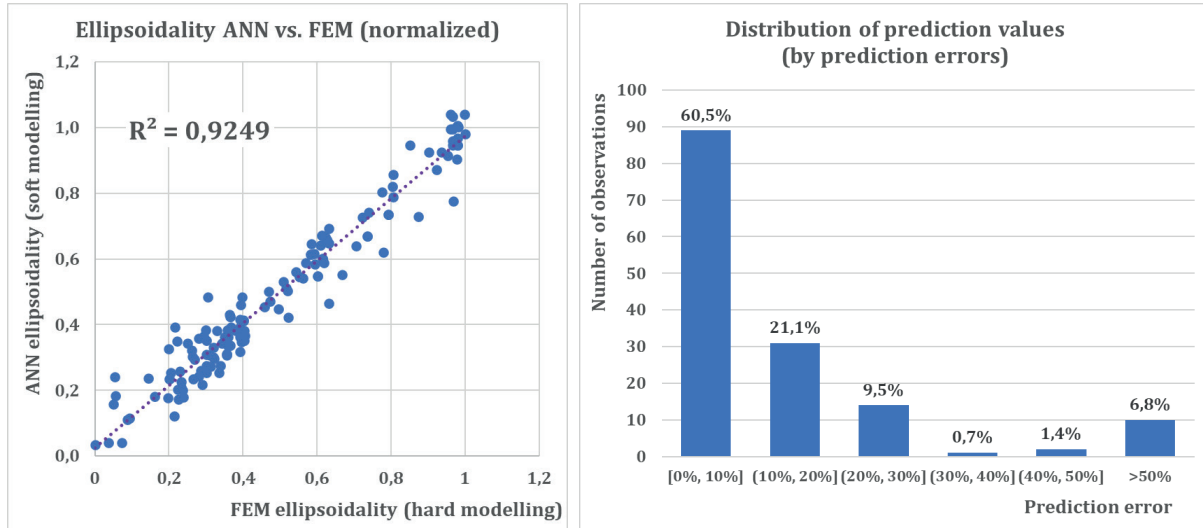 Ellipsoidality ANN vs. FEM (normalized)
R² = 0,9249
ANN ellipsoidality (soft modelling)
1,2
1,0
0,8
0,6
0,4
0,2
0,0
0 0,2 0,4 0,6 0,8 1 1,2
FEM ellipsoidality (hard modelling)
Distribution of prediction values
(by prediction errors)
Number of observations
100
90
80
70
60
50
40
30
20
10
0
60,5%
21,1%
9,5%
0,7%
1,4%
6,8%
[0%, 10%] (10%, 20%] (20%, 30%] (30%, 40%] (40%, 50%] >50%
Prediction error